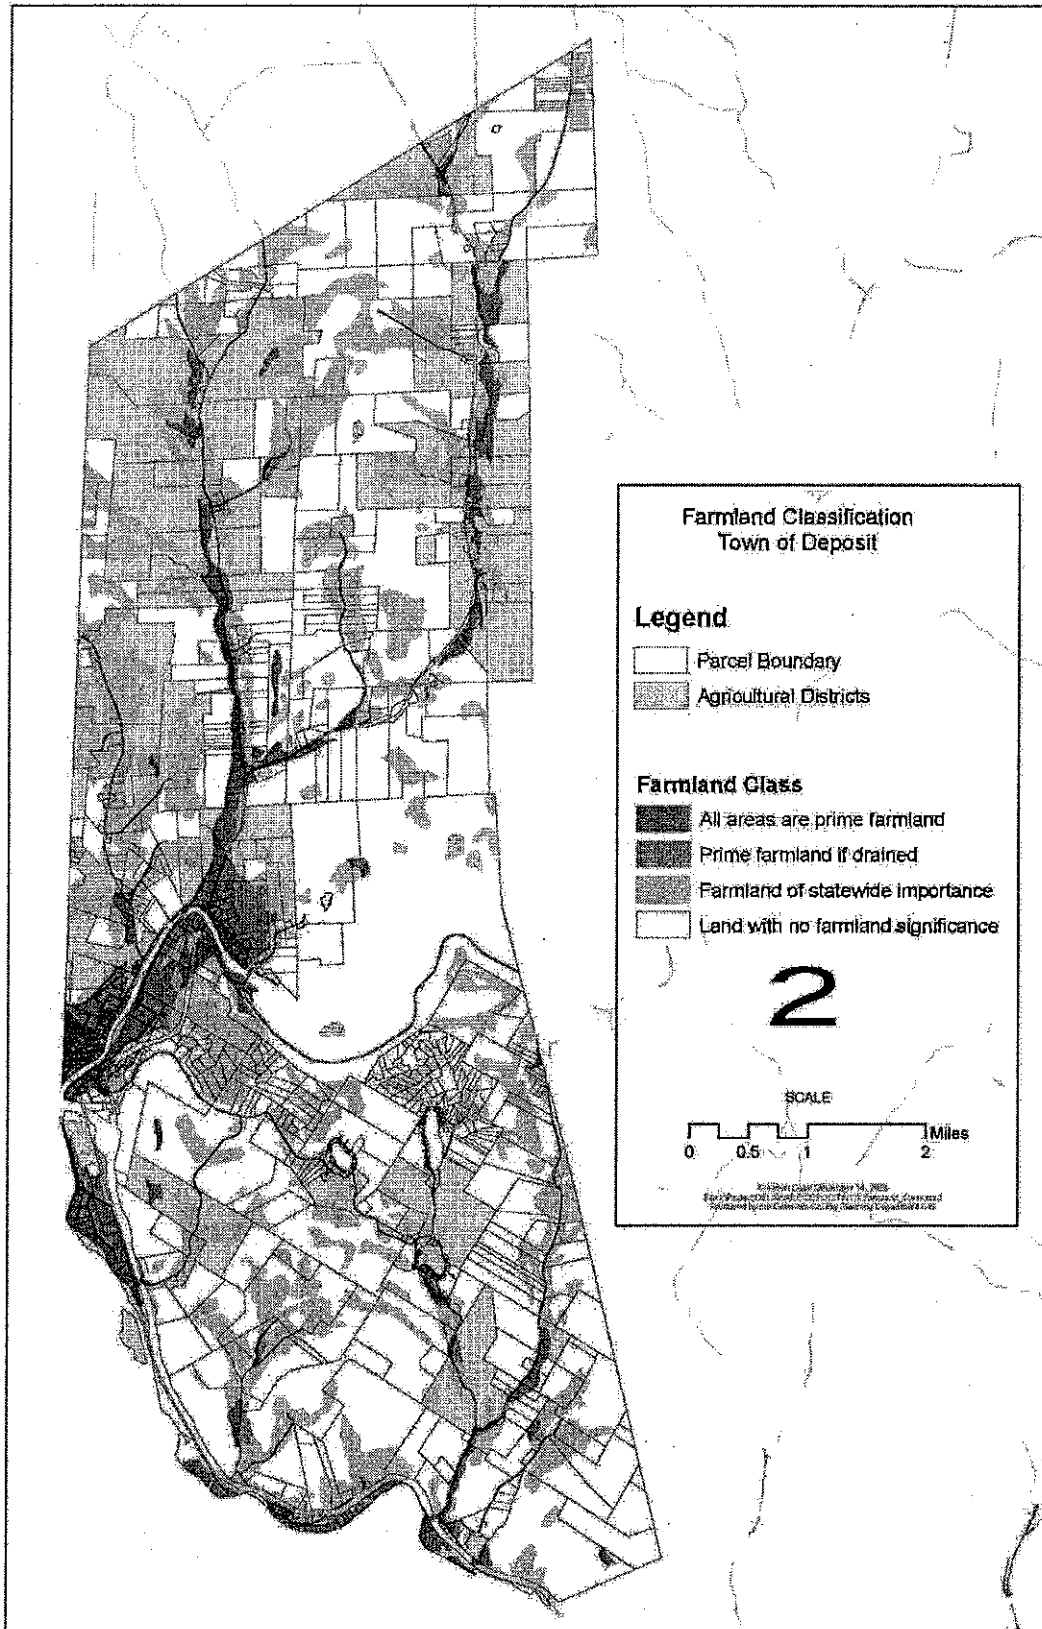 Farmland Classification
Town of Deposit
Legend
Parcel Boundary
Agricultural Districts
Farmland Class
All areas are prime farmland
Prime farmland if drained
Farmland of statewide importance
Land with no farmland significance
2
SCALE
Miles
0 0.5 1 2